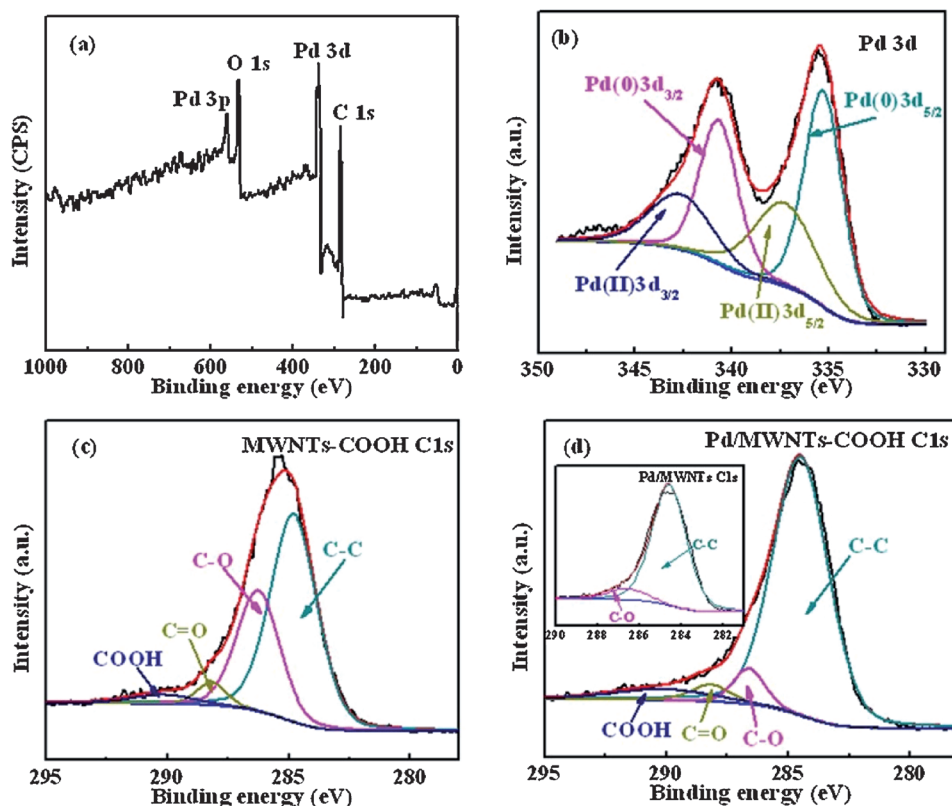 (a)
Pd 3p
O 1s
Pd 3d
C 1s
Intensity (CPS)
1000 800 600 400 200 0
Binding energy (eV)
(b)
Pd 3d
Pd(0)3d3/2
Pd(0)3d5/2
Pd(II)3d3/2
Pd(II)3d5/2
Intensity (a.u.)
350 345 340 335 330
Binding energy (eV)
(c)
MWNTs-COOH C1s
C-O
C-C
C=O
COOH
Intensity (a.u.)
295 290 285 280
Binding energy (eV)
(d)
Pd/MWNTs-COOH C1s
Pd/MWNTs C1s
C-C
C-O
290 288 286 284 282
C-C
COOH
C=O
C-O
Intensity (a.u.)
295 290 285 280
Binding energy (eV)